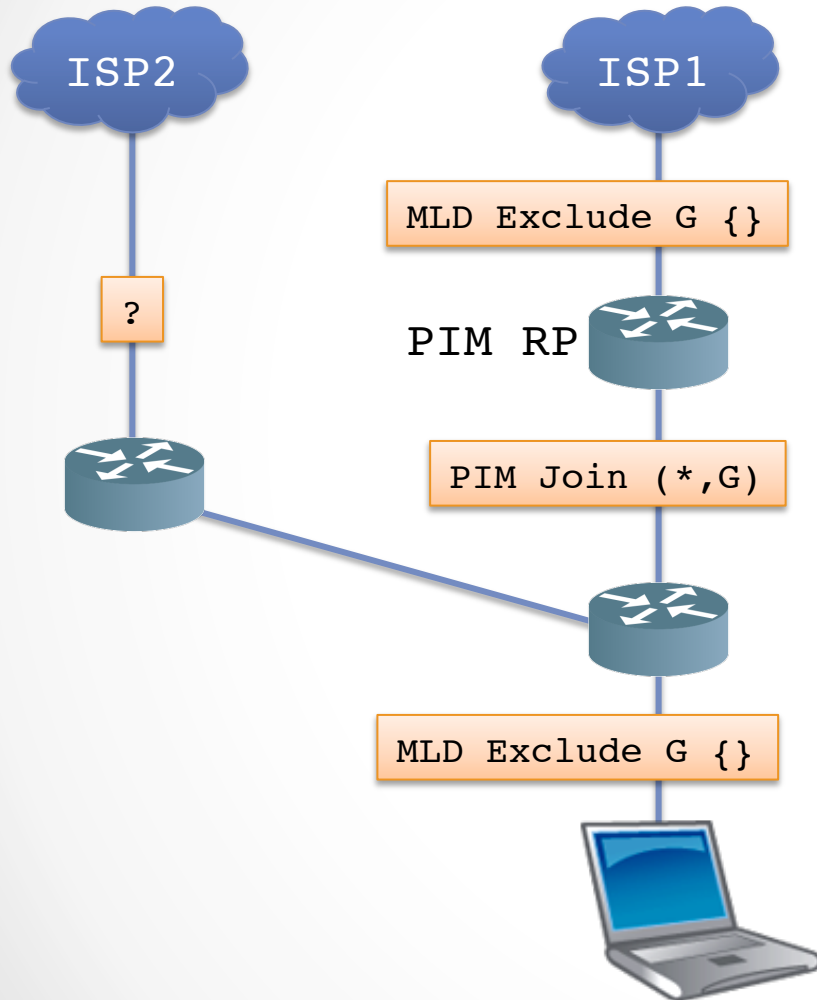 ISP2
ISP1
MLD Exclude G {}
?
PIM RP
PIM Join (*,G)
MLD Exclude G {}